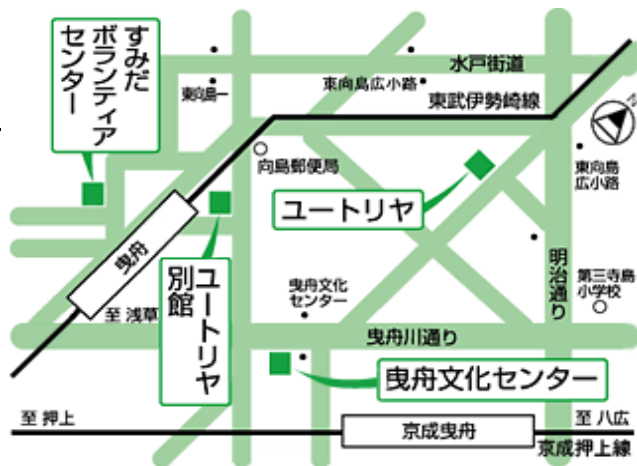 すみだ
ボランティア
センター
水戸街道
東向島一
東向島広小路
東武伊勢崎線
N
向島郵便局
東向島
広小路
ユートリヤ
曳舟
ユートリヤ
別館
至 浅草
曳舟文化
センター
明治通り
第三寺島
小学校
曳舟川通り
曳舟文化センター
至 押上
京成曳舟
至 八広
京成押上線